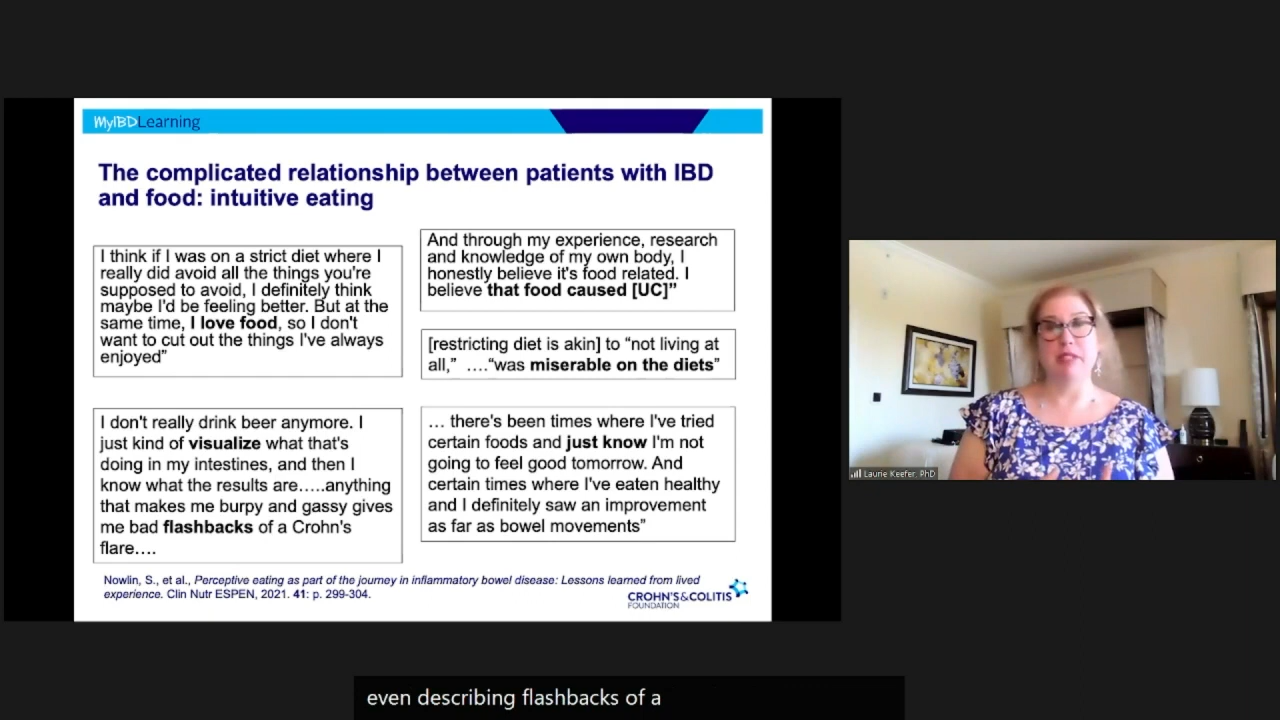 MyIBDLearning
The complicated relationship between patients with IBD
and food: intuitive eating
I think if I was on a strict diet where I
really did avoid all the things you're
supposed to avoid, I definitely think
maybe I'd be feeling better. But at the
same time, I love food, so I don't
want to cut out the things I've always
enjoyed”
And through my experience, research
and knowledge of my own body, I
honestly believe it's food related. I
believe that food caused [UC]”
[restricting diet is akin] to “not living at
all,” ….“was miserable on the diets”
I don't really drink beer anymore. I
just kind of visualize what that's
doing in my intestines, and then I
know what the results are…..anything
that makes me burpy and gassy gives
me bad flashbacks of a Crohn's
flare….
… there's been times where I've tried
certain foods and just know I'm not
going to feel good tomorrow. And
certain times where I've eaten healthy
and I definitely saw an improvement
as far as bowel movements”
Nowlin, S., et al., Perceptive eating as part of the journey in inflammatory bowel disease: Lessons learned from lived
experience. Clin Nutr ESPEN, 2021. 41: p. 299-304.
CROHN'S&COLITIS
FOUNDATION
Laurie Keefer, PhD
even describing flashbacks of a